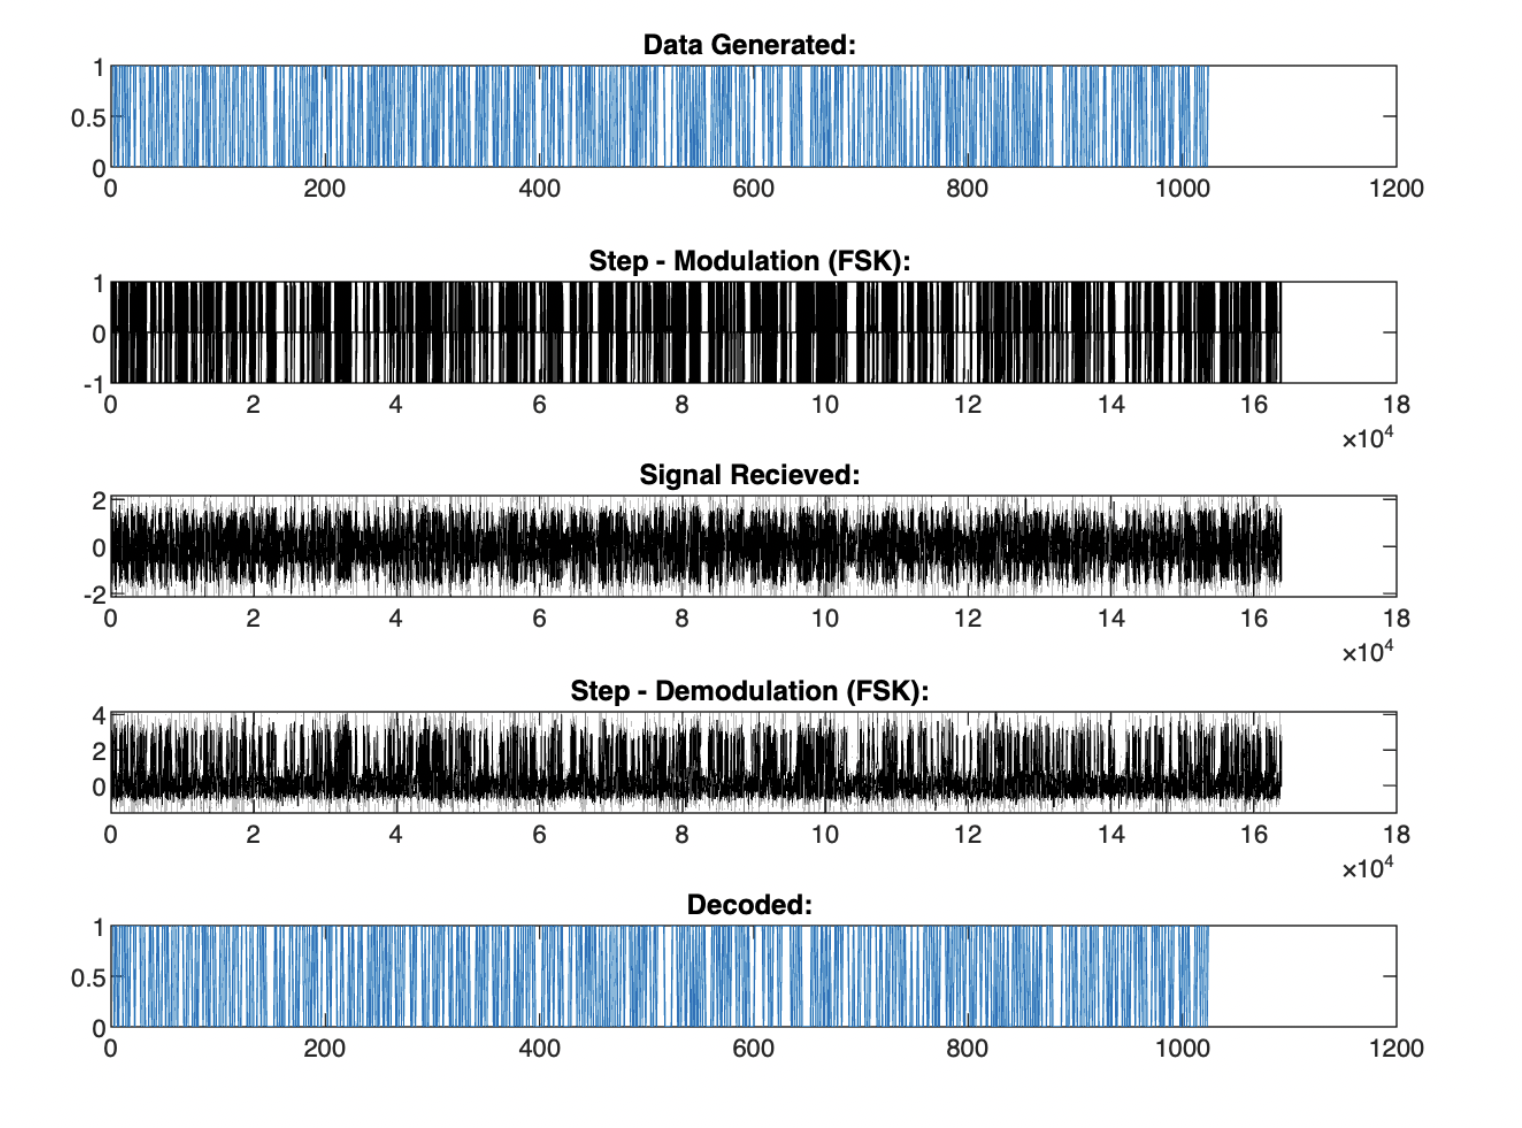 Data Generated:
1
0.5
0
0 200 400 600 800 1000 1200
Step - Modulation (FSK):
1
0
-1
0 2 4 6 8 10 12 14 16 18
×10⁴
Signal Recieved:
2
0
-2
0 2 4 6 8 10 12 14 16 18
×10⁴
Step - Demodulation (FSK):
4
2
0
0 2 4 6 8 10 12 14 16 18
×10⁴
Decoded:
1
0.5
0
0 200 400 600 800 1000 1200